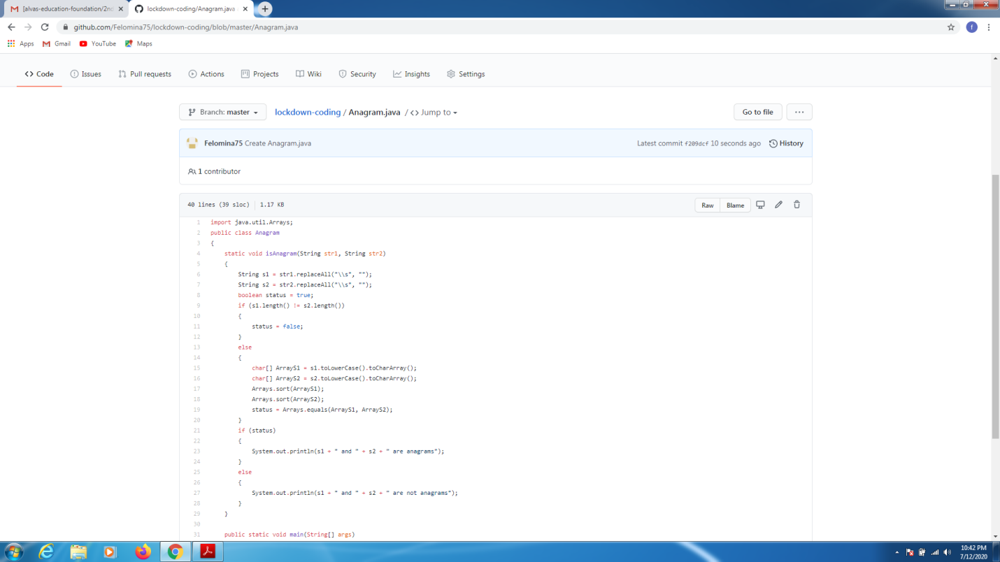 [alvas-education-foundation/2nd
lockdown-coding/Anagram.java
github.com/Felomina75/lockdown-coding/blob/master/Anagram.java
f
Apps Gmail YouTube Maps
Code Issues Pull requests Actions Projects Wiki Security Insights Settings
Branch: master lockdown-coding / Anagram.java / <> Jump to Go to file ...
Felomina75 Create Anagram.java Latest commit f209dcf 10 seconds ago History
1 contributor
40 lines (39 sloc) 1.17 KB Raw Blame
1 import java.util.Arrays;
2 public class Anagram
3 {
4 static void isAnagram(String str1, String str2)
5 {
6 String s1 = str1.replaceAll("\\s", "");
7 String s2 = str2.replaceAll("\\s", "");
8 boolean status = true;
9 if (s1.length() != s2.length())
10 {
11 status = false;
12 }
13 else
14 {
15 char[] ArrayS1 = s1.toLowerCase().toCharArray();
16 char[] ArrayS2 = s2.toLowerCase().toCharArray();
17 Arrays.sort(ArrayS1);
18 Arrays.sort(ArrayS2);
19 status = Arrays.equals(ArrayS1, ArrayS2);
20 }
21 if (status)
22 {
23 System.out.println(s1 + " and " + s2 + " are anagrams");
24 }
25 else
26 {
27 System.out.println(s1 + " and " + s2 + " are not anagrams");
28 }
29 }
30
31 public static void main(String[] args)
10:42 PM
7/12/2020